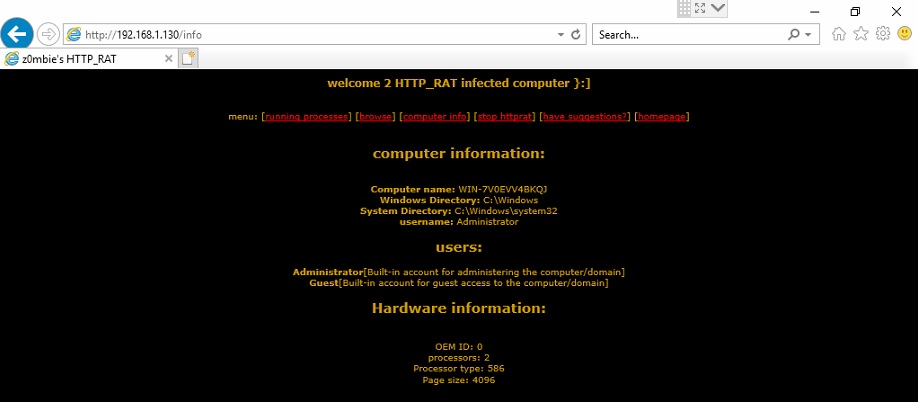 http://192.168.1.130/info
Search...
z0mbie's HTTP_RAT
welcome 2 HTTP_RAT infected computer }:]
menu: [running processes] [browse] [computer info] [stop httprat] [have suggestions?] [homepage]
computer information:
Computer name: WIN-7V0EVV4BKQJ
Windows Directory: C:\Windows
System Directory: C:\Windows\system32
username: Administrator
users:
Administrator[Built-in account for administering the computer/domain]
Guest[Built-in account for guest access to the computer/domain]
Hardware information:
OEM ID: 0
processors: 2
Processor type: 586
Page size: 4096